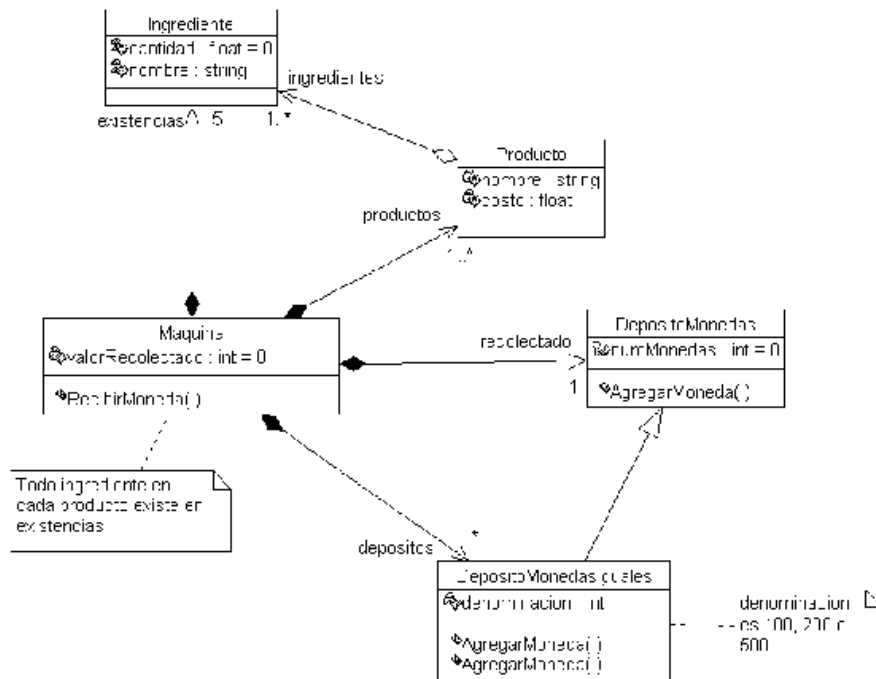 Ingrediente
cantidad : float = 0
nombre : string
ingredientes
existencias 5 1..*
Producto
nombre : string
costo : float
productos
1..*
Maquina
valorRecolectado : int = 0
RecibirMoneda( )
recolectado
1
DepositoMonedas
numMonedas : int = 0
AgregarMoneda( )
Todo ingrediente en
cada producto existe en
existencias
depositos
*
DepositoMonedasIguales
denominacion : int
AgregarMoneda( )
AgregarMoneda( )
denominacion
es 100, 200 o
500